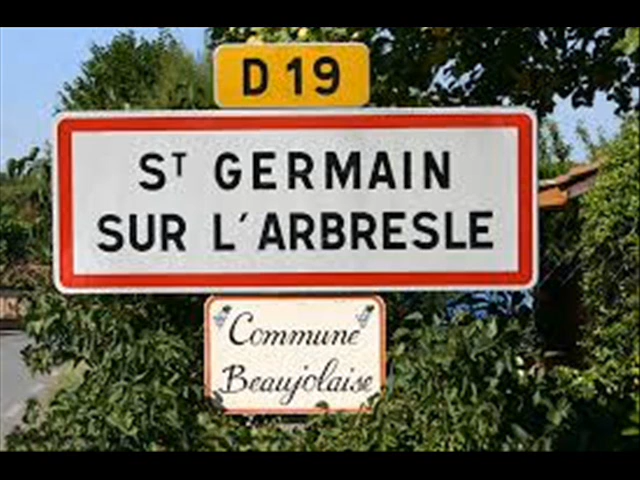 D 19
ST GERMAIN
SUR L'ARBRESLE
Commune
Beaujolaise